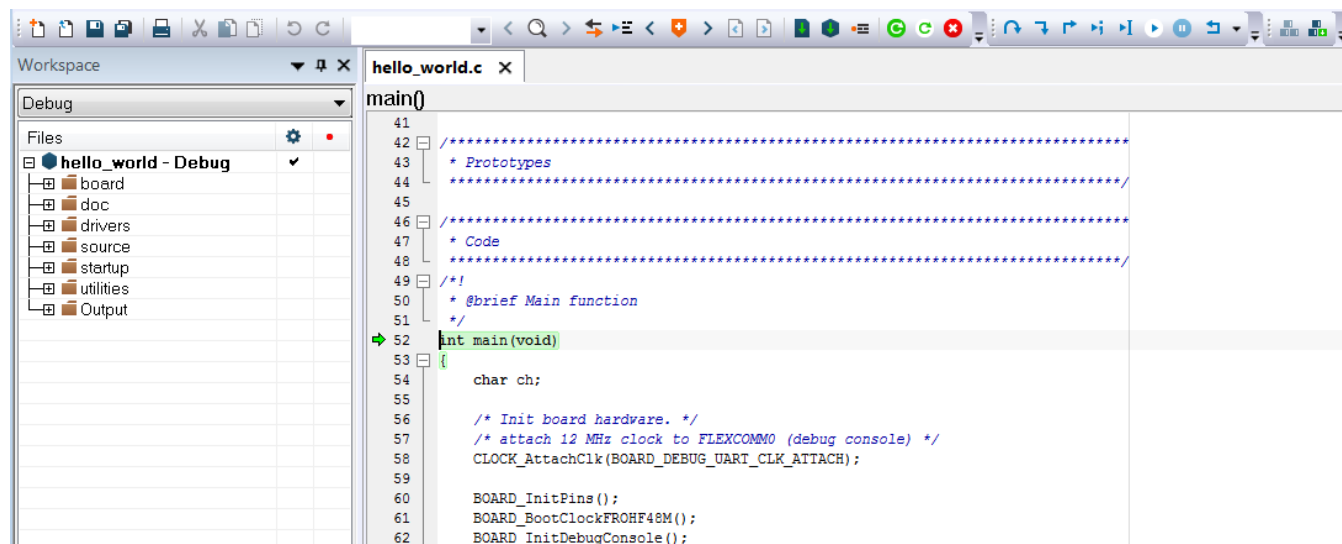 Workspace
Debug
Files
hello_world - Debug
board
doc
drivers
source
startup
utilities
Output
hello_world.c
main()
41
42 /*******************************************************************************
43  * Prototypes
44  ******************************************************************************/
45
46 /*******************************************************************************
47  * Code
48  ******************************************************************************/
49 /*!
50  * @brief Main function
51  */
52 int main(void)
53 {
54     char ch;
55
56     /* Init board hardware. */
57     /* attach 12 MHz clock to FLEXCOMM0 (debug console) */
58     CLOCK_AttachClk(BOARD_DEBUG_UART_CLK_ATTACH);
59
60     BOARD_InitPins();
61     BOARD_BootClockFROHF48M();
62     BOARD_InitDebugConsole();